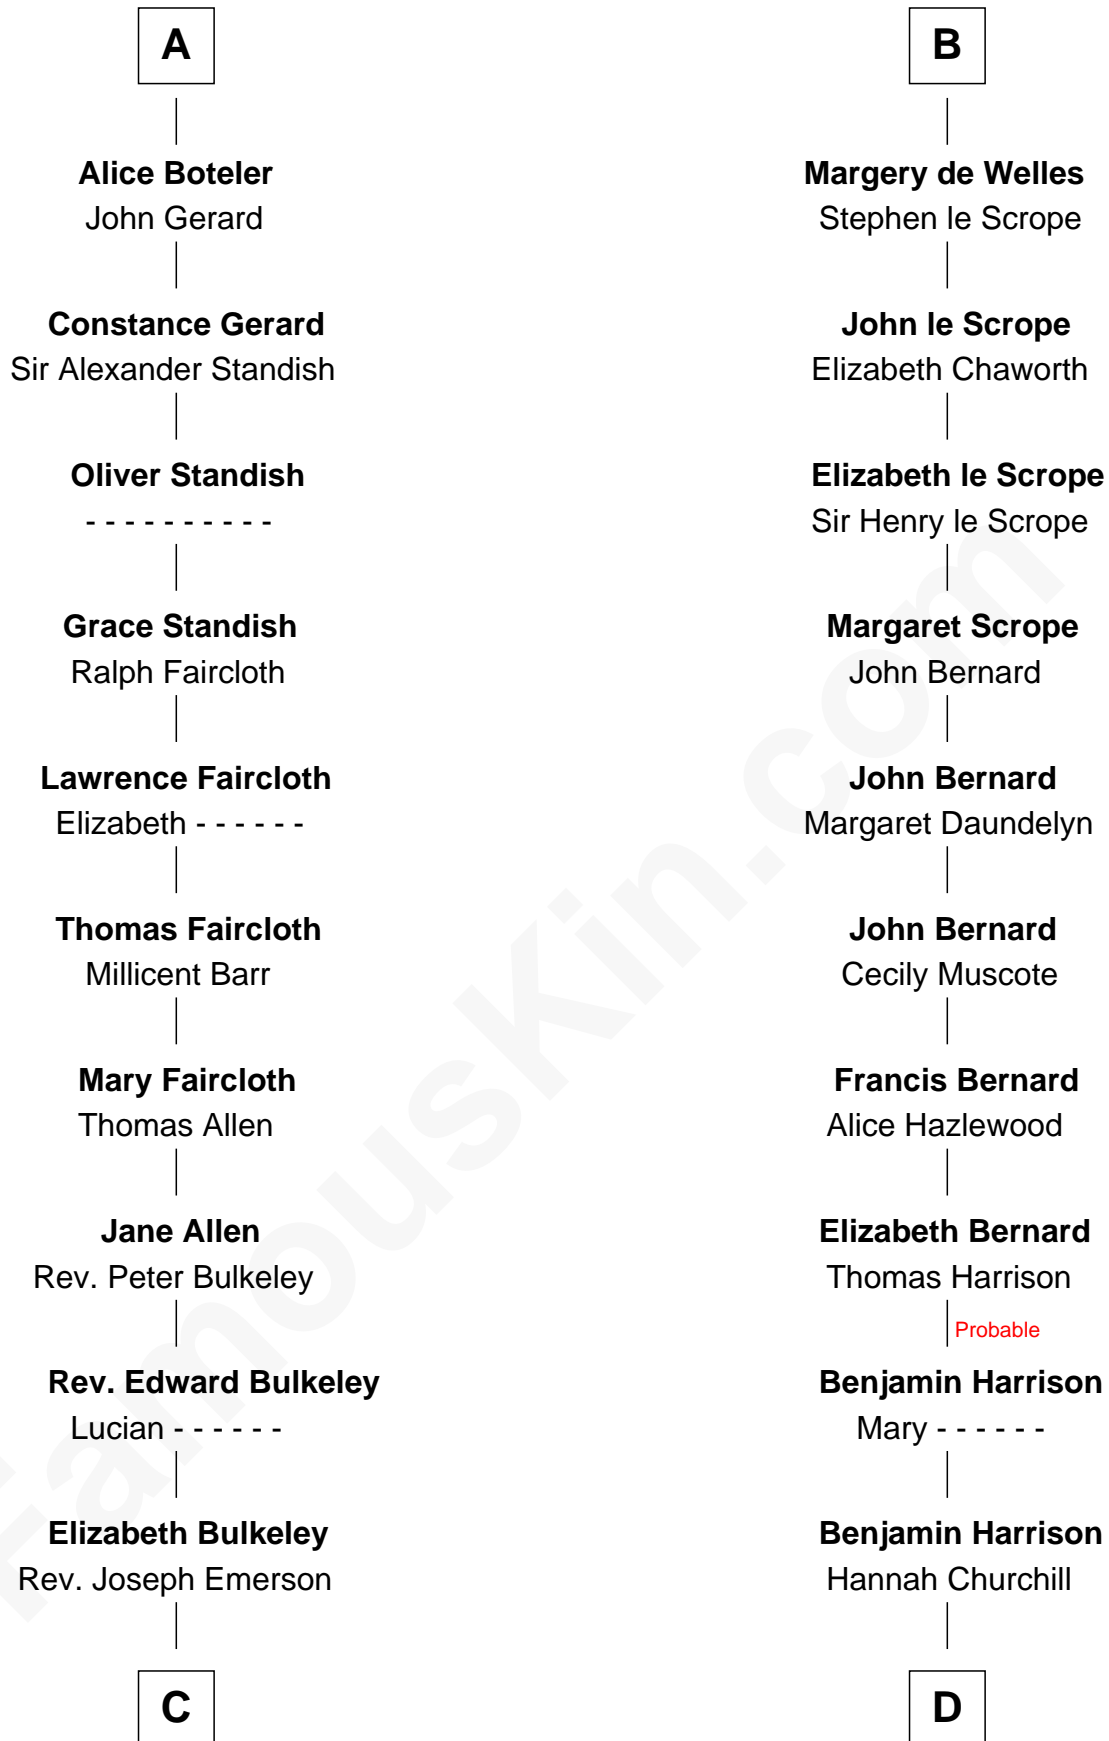 A
Alice Boteler
John Gerard
Constance Gerard
Sir Alexander Standish
Oliver Standish
- - - - - - - - - -
Grace Standish
Ralph Faircloth
Lawrence Faircloth
Elizabeth - - - - - -
Thomas Faircloth
Millicent Barr
Mary Faircloth
Thomas Allen
Jane Allen
Rev. Peter Bulkeley
Rev. Edward Bulkeley
Lucian - - - - - -
Elizabeth Bulkeley
Rev. Joseph Emerson
C
B
Margery de Welles
Stephen le Scrope
John le Scrope
Elizabeth Chaworth
Elizabeth le Scrope
Sir Henry le Scrope
Margaret Scrope
John Bernard
John Bernard
Margaret Daundelyn
John Bernard
Cecily Muscote
Francis Bernard
Alice Hazlewood
Elizabeth Bernard
Thomas Harrison
Probable
Benjamin Harrison
Mary - - - - - -
Benjamin Harrison
Hannah Churchill
D
FamousKin.com